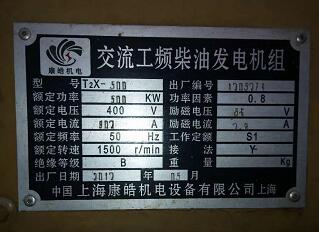 康皓机电
交流工频柴油发电机组
型 号 T2X-500 出厂编号
额定功率 500 KW 功率因素 0.8
额定电压 400 V 励磁电压 V
额定电流 902 A 励磁电流 A
额定频率 50 Hz 工作定额 S1
额定转速 1500 r/min 接 法 Y
绝缘等级 B 重 量 Kg
出厂日期 2012 年 05 月
中国 上海康皓机电设备有限公司 上海